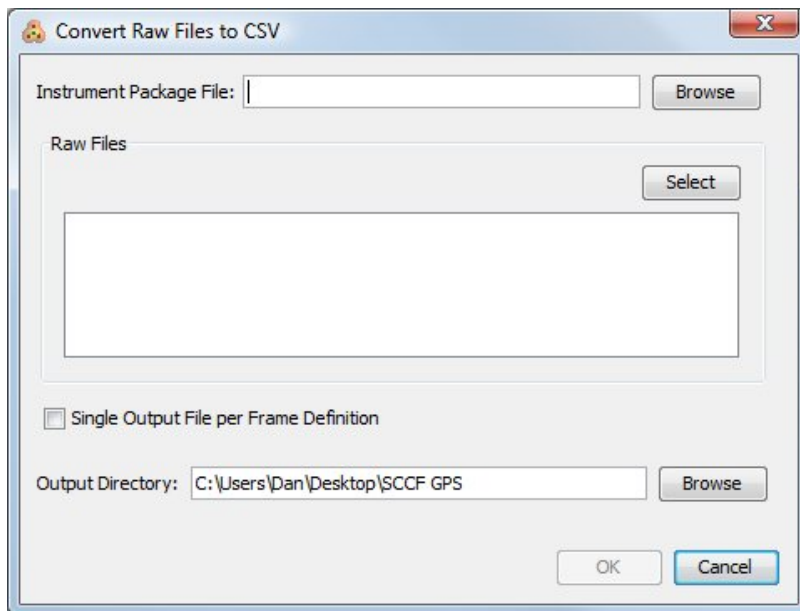 Convert Raw Files to CSV
Instrument Package File: Browse
Raw Files
Select
Single Output File per Frame Definition
Output Directory: C:\Users\Dan\Desktop\SCCF GPS Browse
OK Cancel